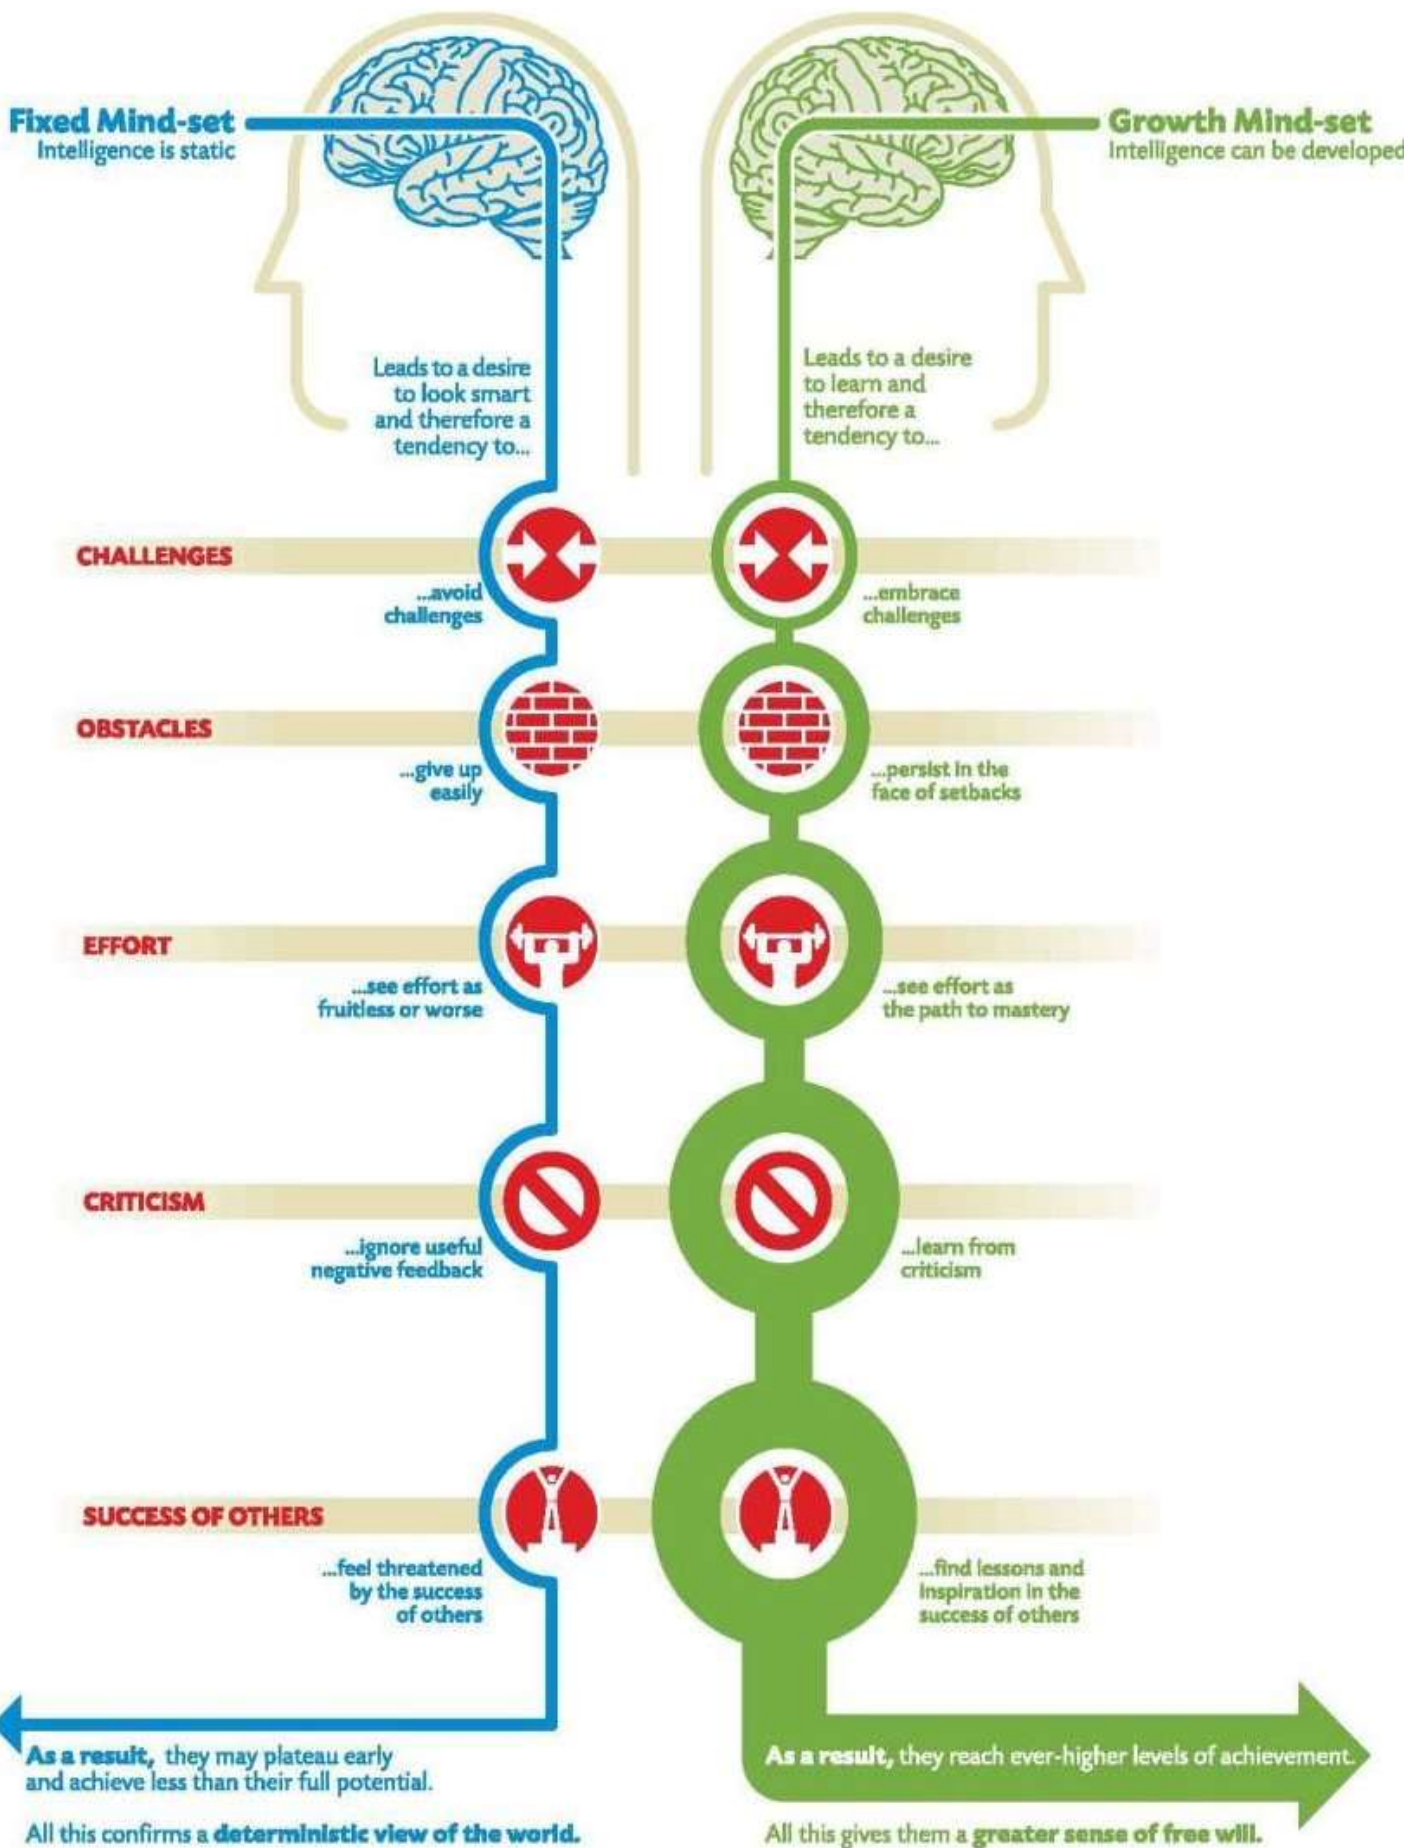 Fixed Mind-set
Intelligence is static
Growth Mind-set
Intelligence can be developed
Leads to a desire
to look smart
and therefore a
tendency to...
Leads to a desire
to learn and
therefore a
tendency to...
CHALLENGES
...avoid
challenges
...embrace
challenges
OBSTACLES
...give up
easily
...persist in the
face of setbacks
EFFORT
...see effort as
fruitless or worse
...see effort as
the path to mastery
CRITICISM
...ignore useful
negative feedback
...learn from
criticism
SUCCESS OF OTHERS
...feel threatened
by the success
of others
...find lessons and
inspiration in the
success of others
As a result, they may plateau early
and achieve less than their full potential.
All this confirms a deterministic view of the world.
As a result, they reach ever-higher levels of achievement.
All this gives them a greater sense of free will.